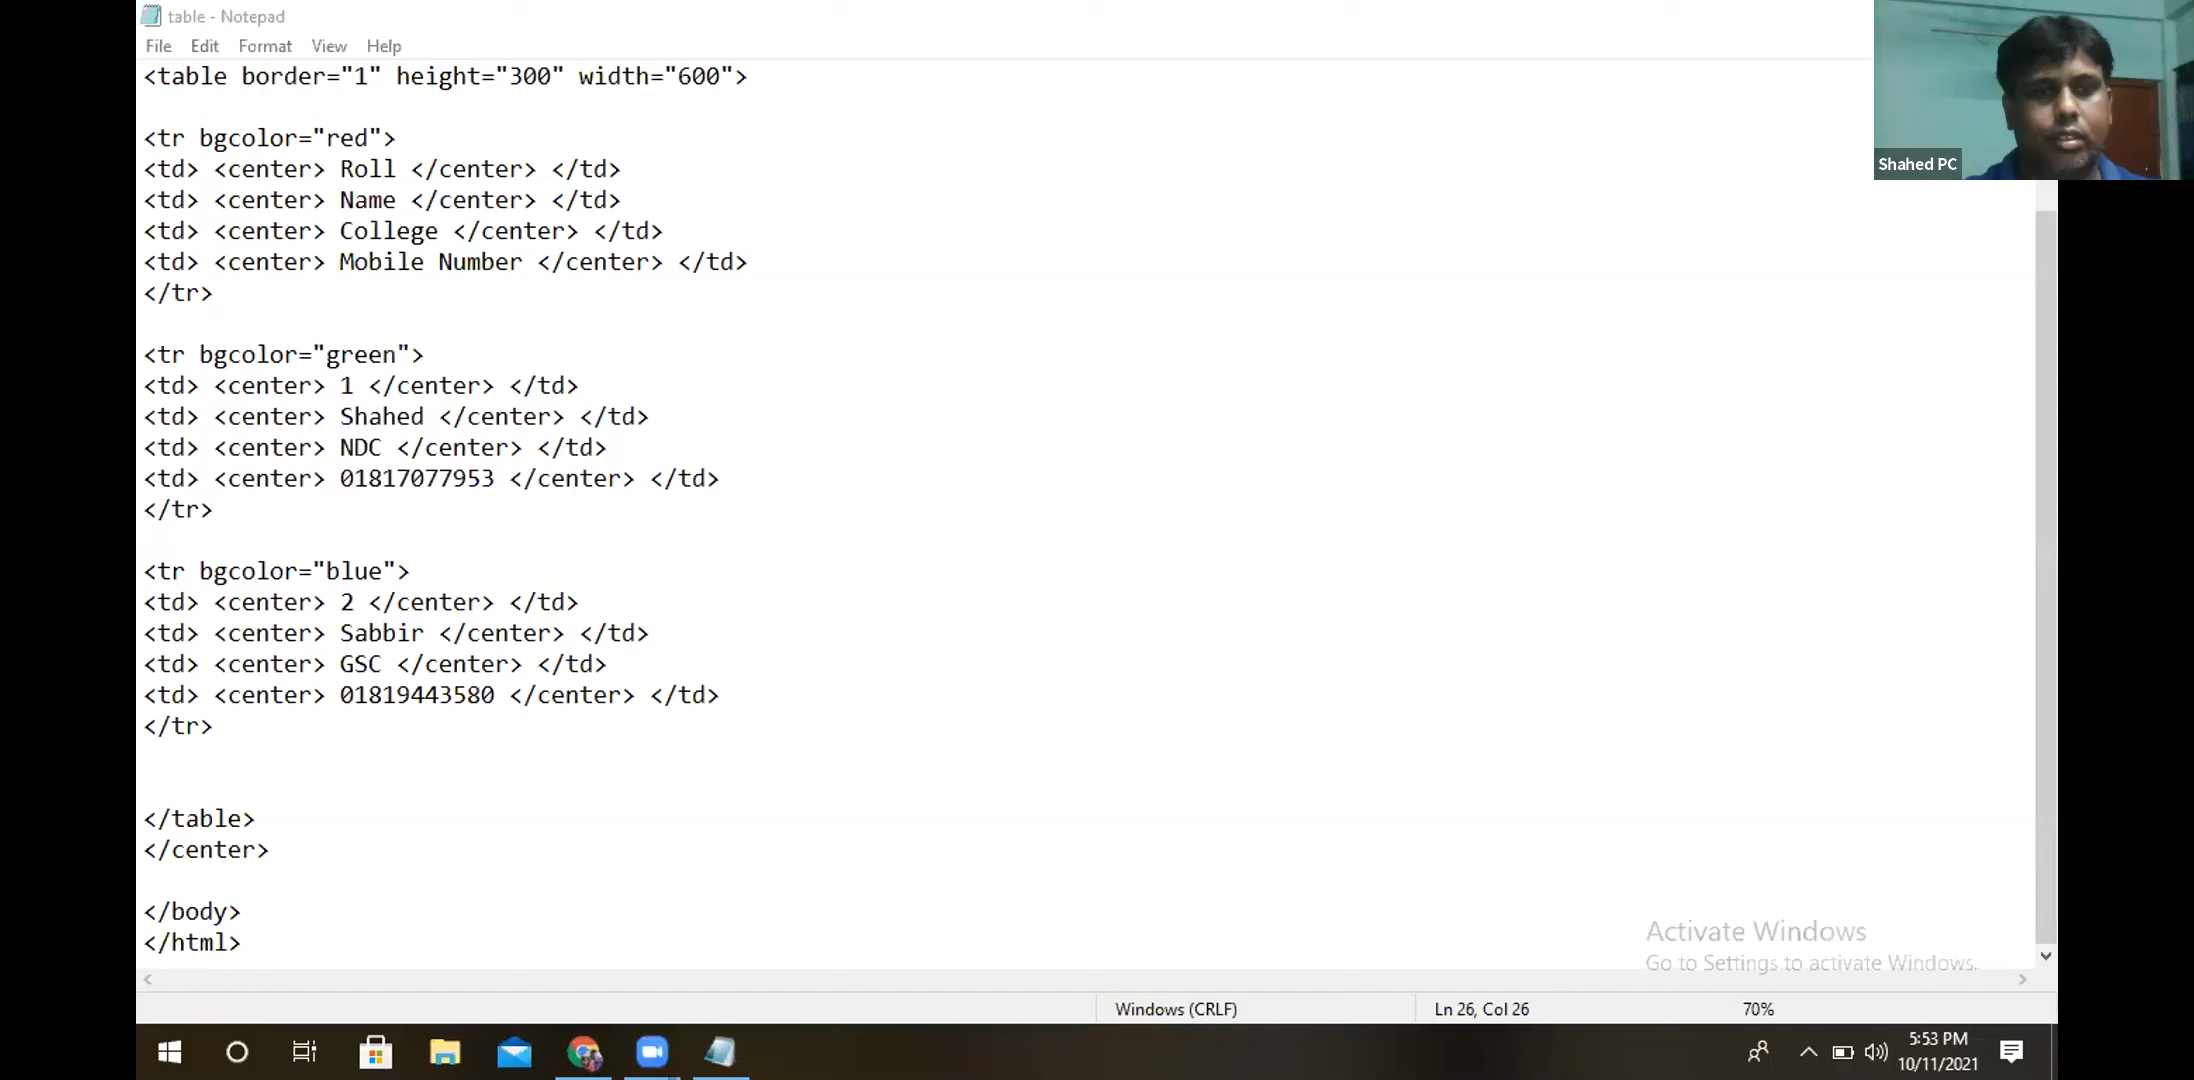 table - Notepad
File Edit Format View Help
<table border="1" height="300" width="600">
<tr bgcolor="red">
<td> <center> Roll </center> </td>
<td> <center> Name </center> </td>
<td> <center> College </center> </td>
<td> <center> Mobile Number </center> </td>
</tr>
<tr bgcolor="green">
<td> <center> 1 </center> </td>
<td> <center> Shahed </center> </td>
<td> <center> NDC </center> </td>
<td> <center> 01817077953 </center> </td>
</tr>
<tr bgcolor="blue">
<td> <center> 2 </center> </td>
<td> <center> Sabbir </center> </td>
<td> <center> GSC </center> </td>
<td> <center> 01819443580 </center> </td>
</tr>
</table>
</center>
</body>
</html>
Shahed PC
Activate Windows
Go to Settings to activate Windows.
Windows (CRLF) Ln 26, Col 26 70%
5:53 PM
10/11/2021